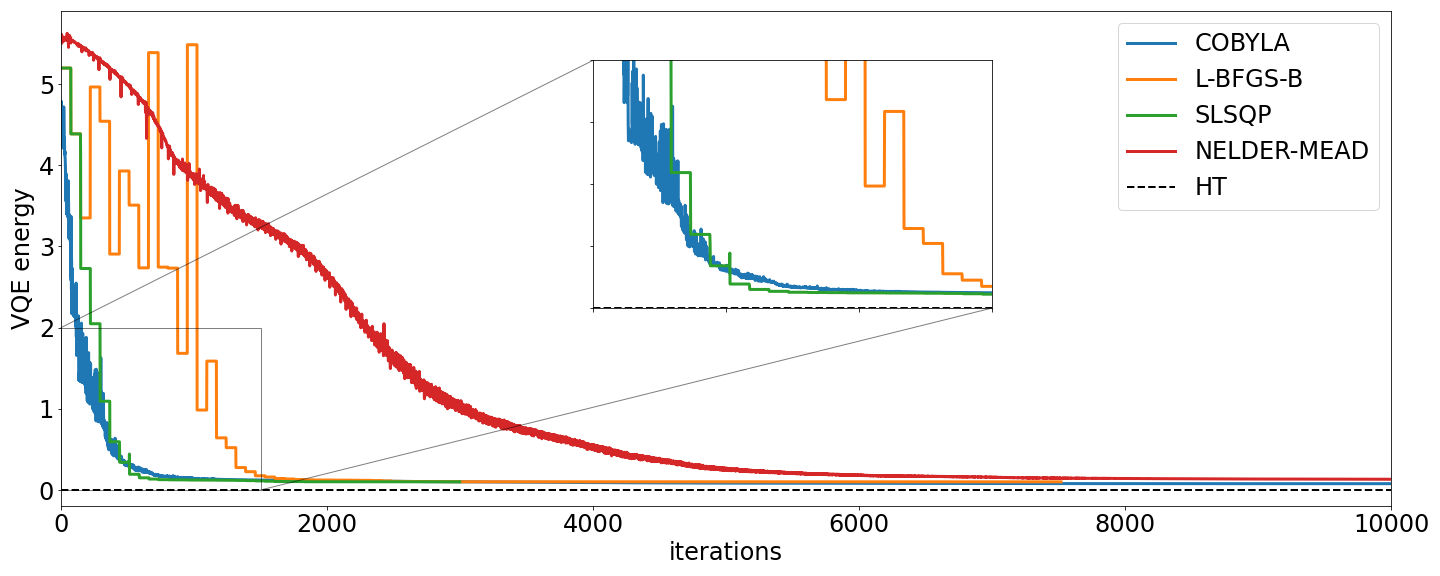 COBYLA
L-BFGS-B
SLSQP
NELDER-MEAD
HT
VQE energy
5
4
3
2
1
0
0 2000 4000 6000 8000 10000
iterations